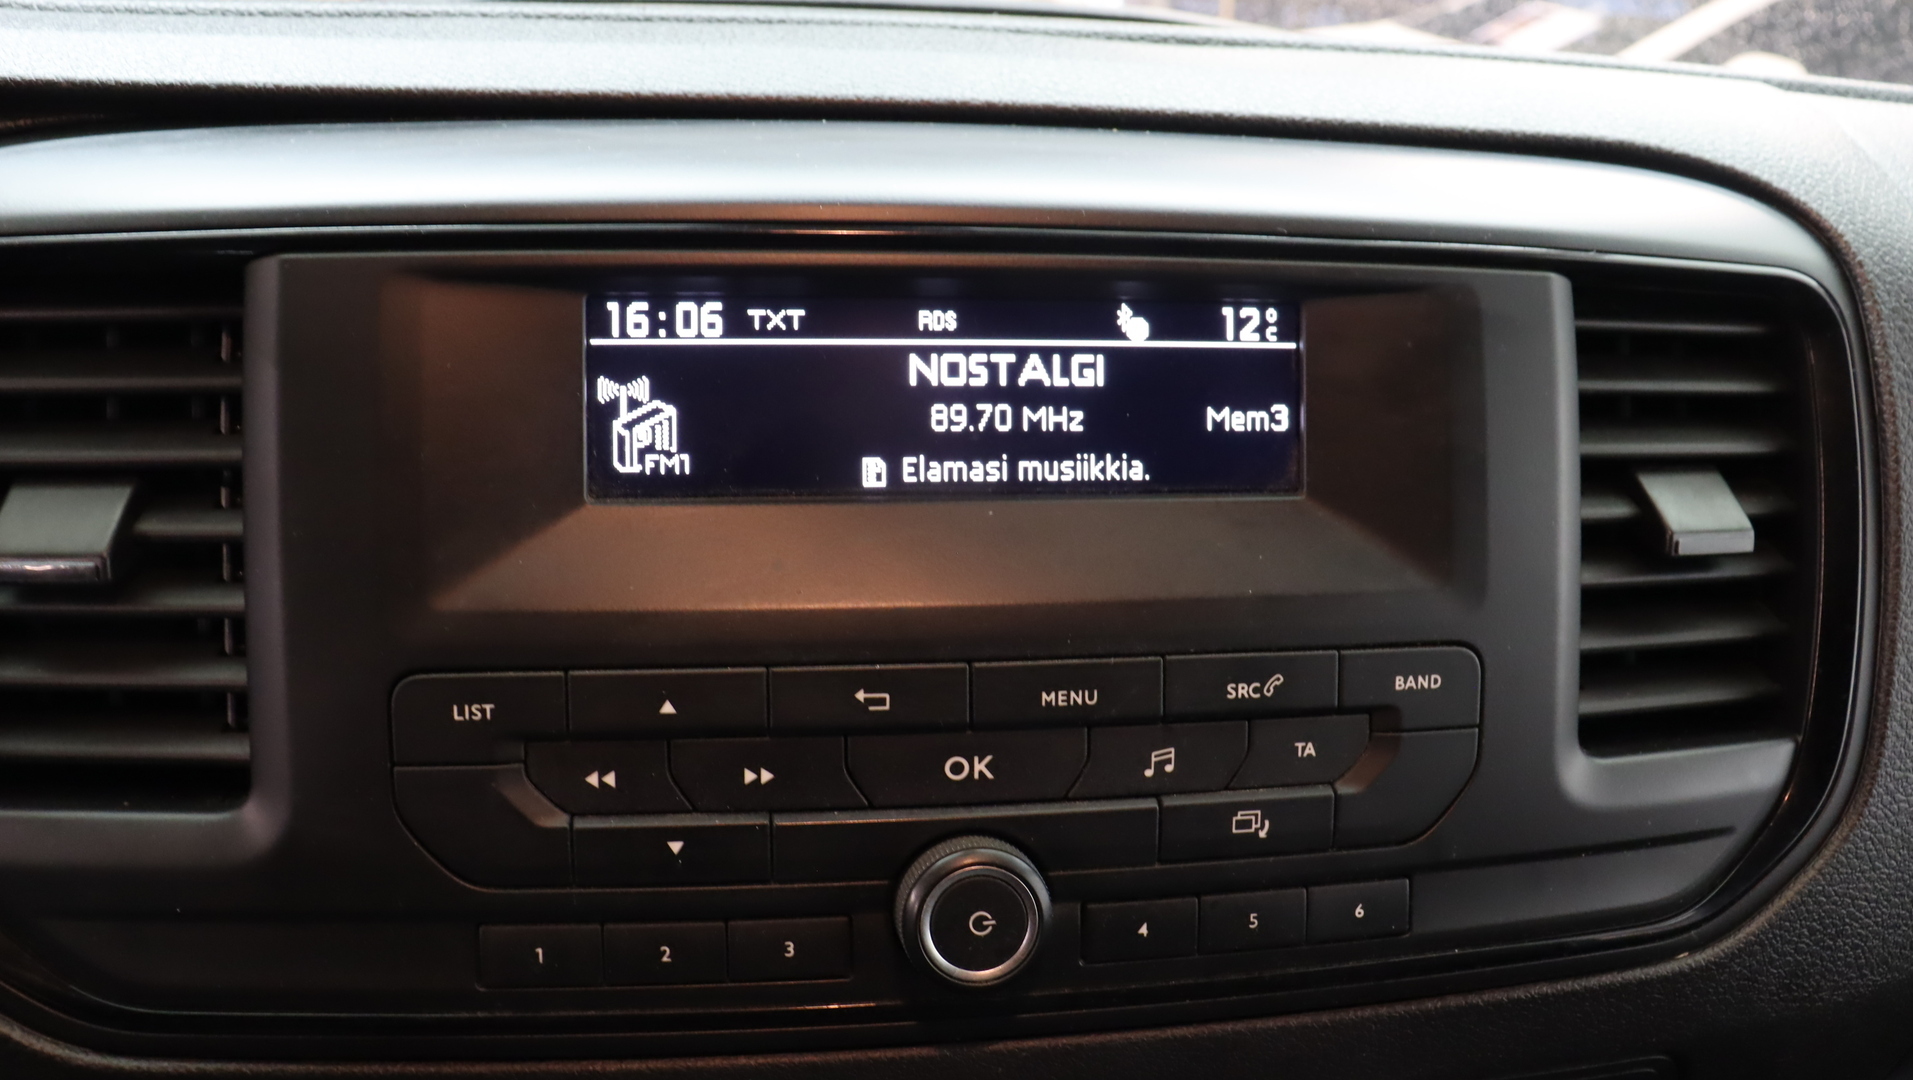 16:06 TXT RDS 12°C
NOSTALGI
89.70 MHz Mem3
FM1
Elamasi musiikkia.
LIST MENU SRC BAND
OK TA
1 2 3 4 5 6